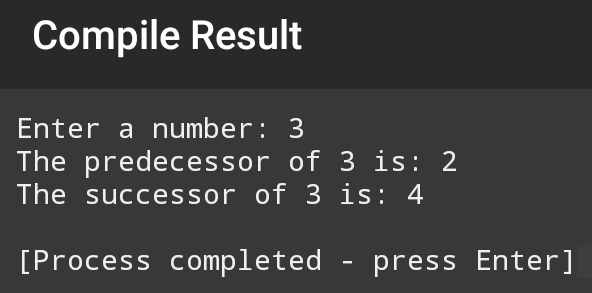 Compile Result
Enter a number: 3
The predecessor of 3 is: 2
The successor of 3 is: 4
[Process completed - press Enter]